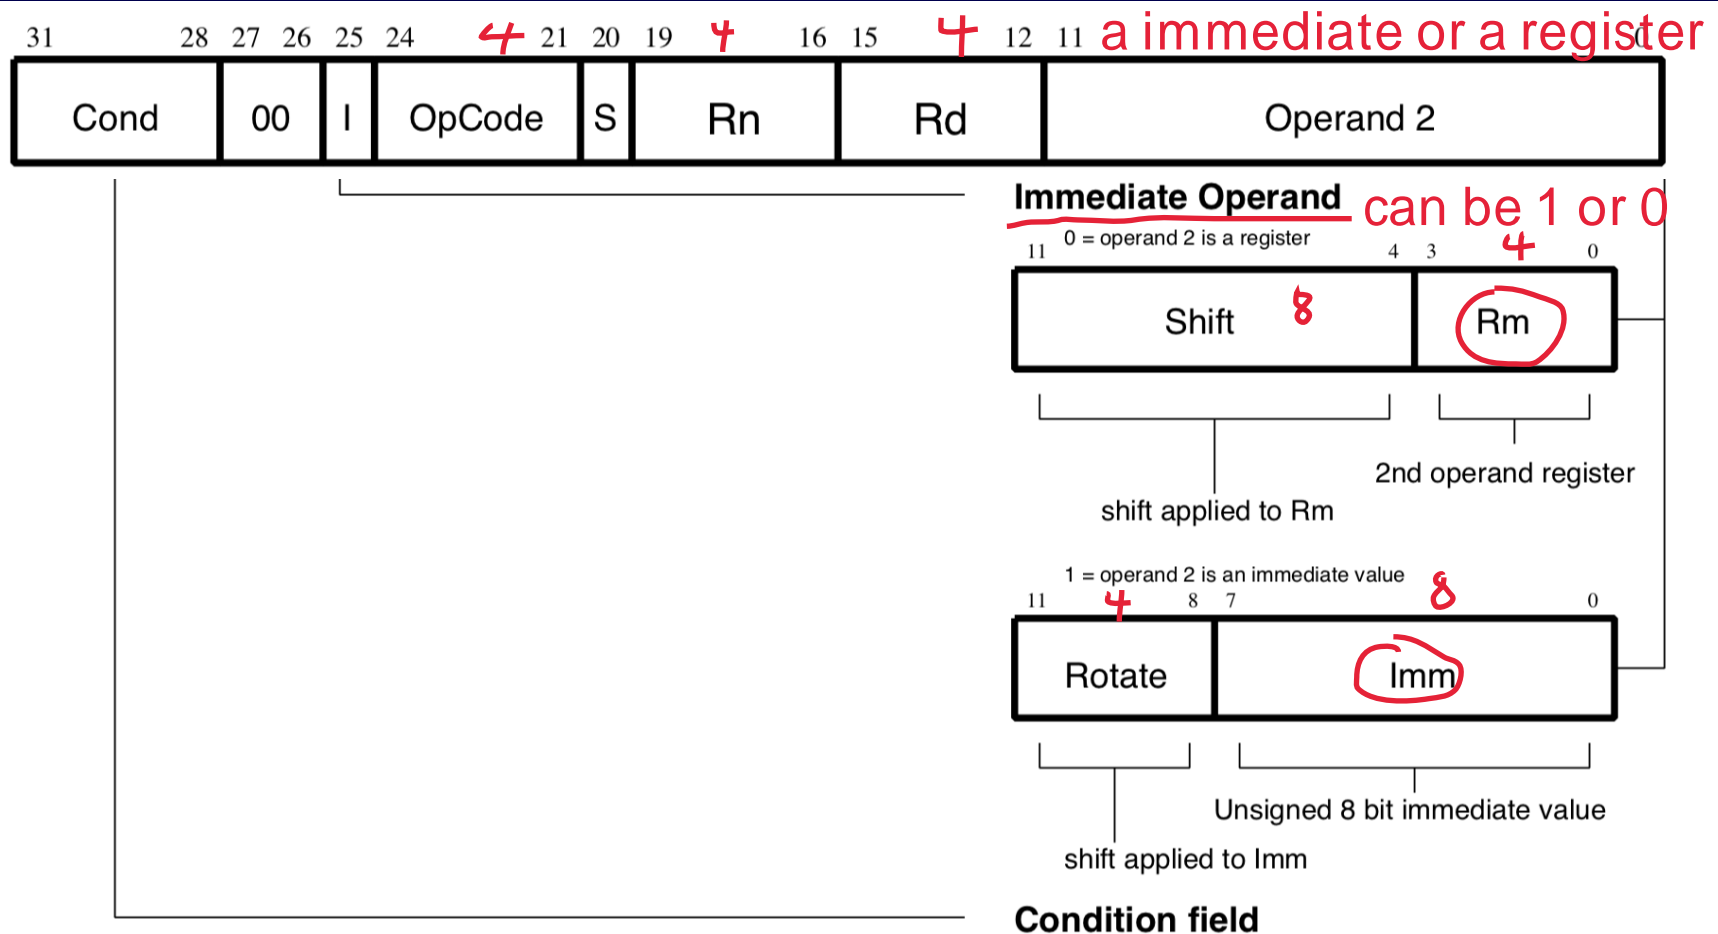 31 28 27 26 25 24 4 21 20 19 4 16 15 4 12 11 a immediate or a register 0
Cond 00 I OpCode S Rn Rd Operand 2
Immediate Operand can be 1 or 0
0 = operand 2 is a register
11 4 3 4 0
Shift 8 Rm
2nd operand register
shift applied to Rm
1 = operand 2 is an immediate value
11 4 8 7 8 0
Rotate Imm
Unsigned 8 bit immediate value
shift applied to Imm
Condition field